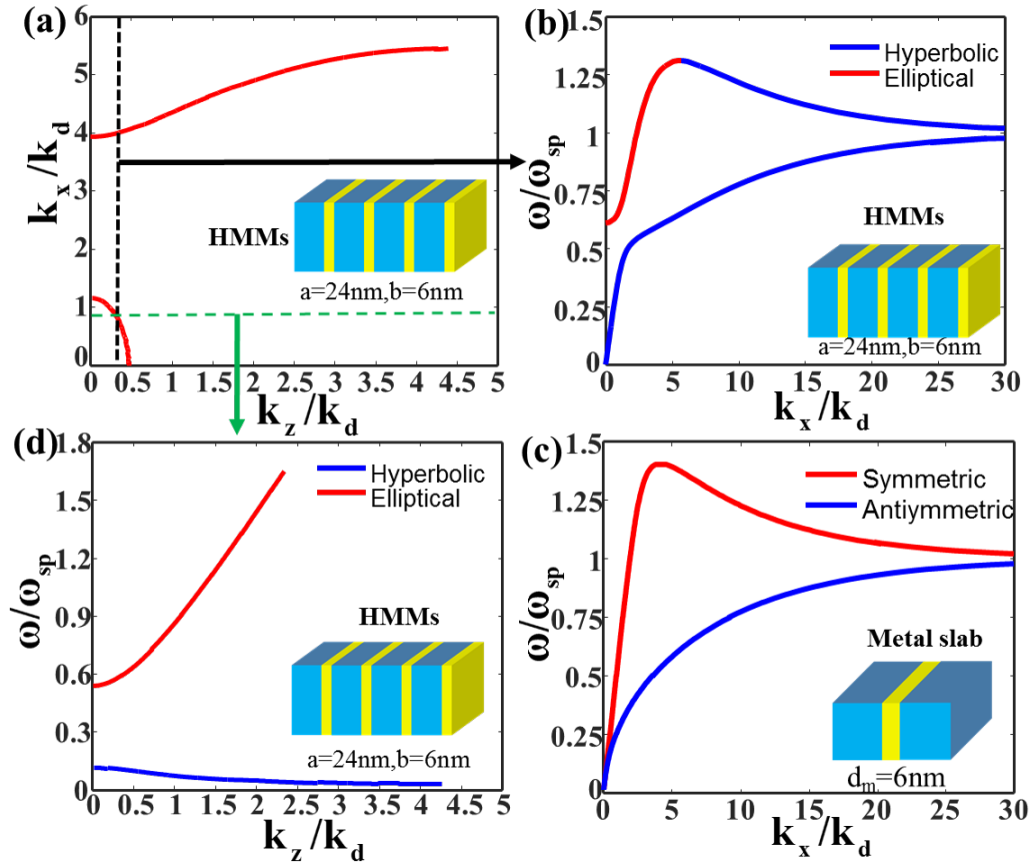 (a)
6
5
4
3
2
1
0
k_x/k_d
HMMs
a=24nm,b=6nm
0 0.5 1 1.5 2 2.5 3 3.5 4 4.5 5
k_z/k_d
(b)
1.5
1.25
1
0.75
0.5
0.25
0
ω/ω_sp
Hyperbolic
Elliptical
HMMs
a=24nm,b=6nm
0 5 10 15 20 25 30
k_x/k_d
(d)
1.8
1.5
1.2
0.9
0.6
0.3
0
ω/ω_sp
Hyperbolic
Elliptical
HMMs
a=24nm,b=6nm
0 0.5 1 1.5 2 2.5 3 3.5 4 4.5 5
k_z/k_d
(c)
1.5
1.25
1
0.75
0.5
0.25
0
ω/ω_sp
Symmetric
Antiymmetric
Metal slab
d_m=6nm
0 5 10 15 20 25 30
k_x/k_d